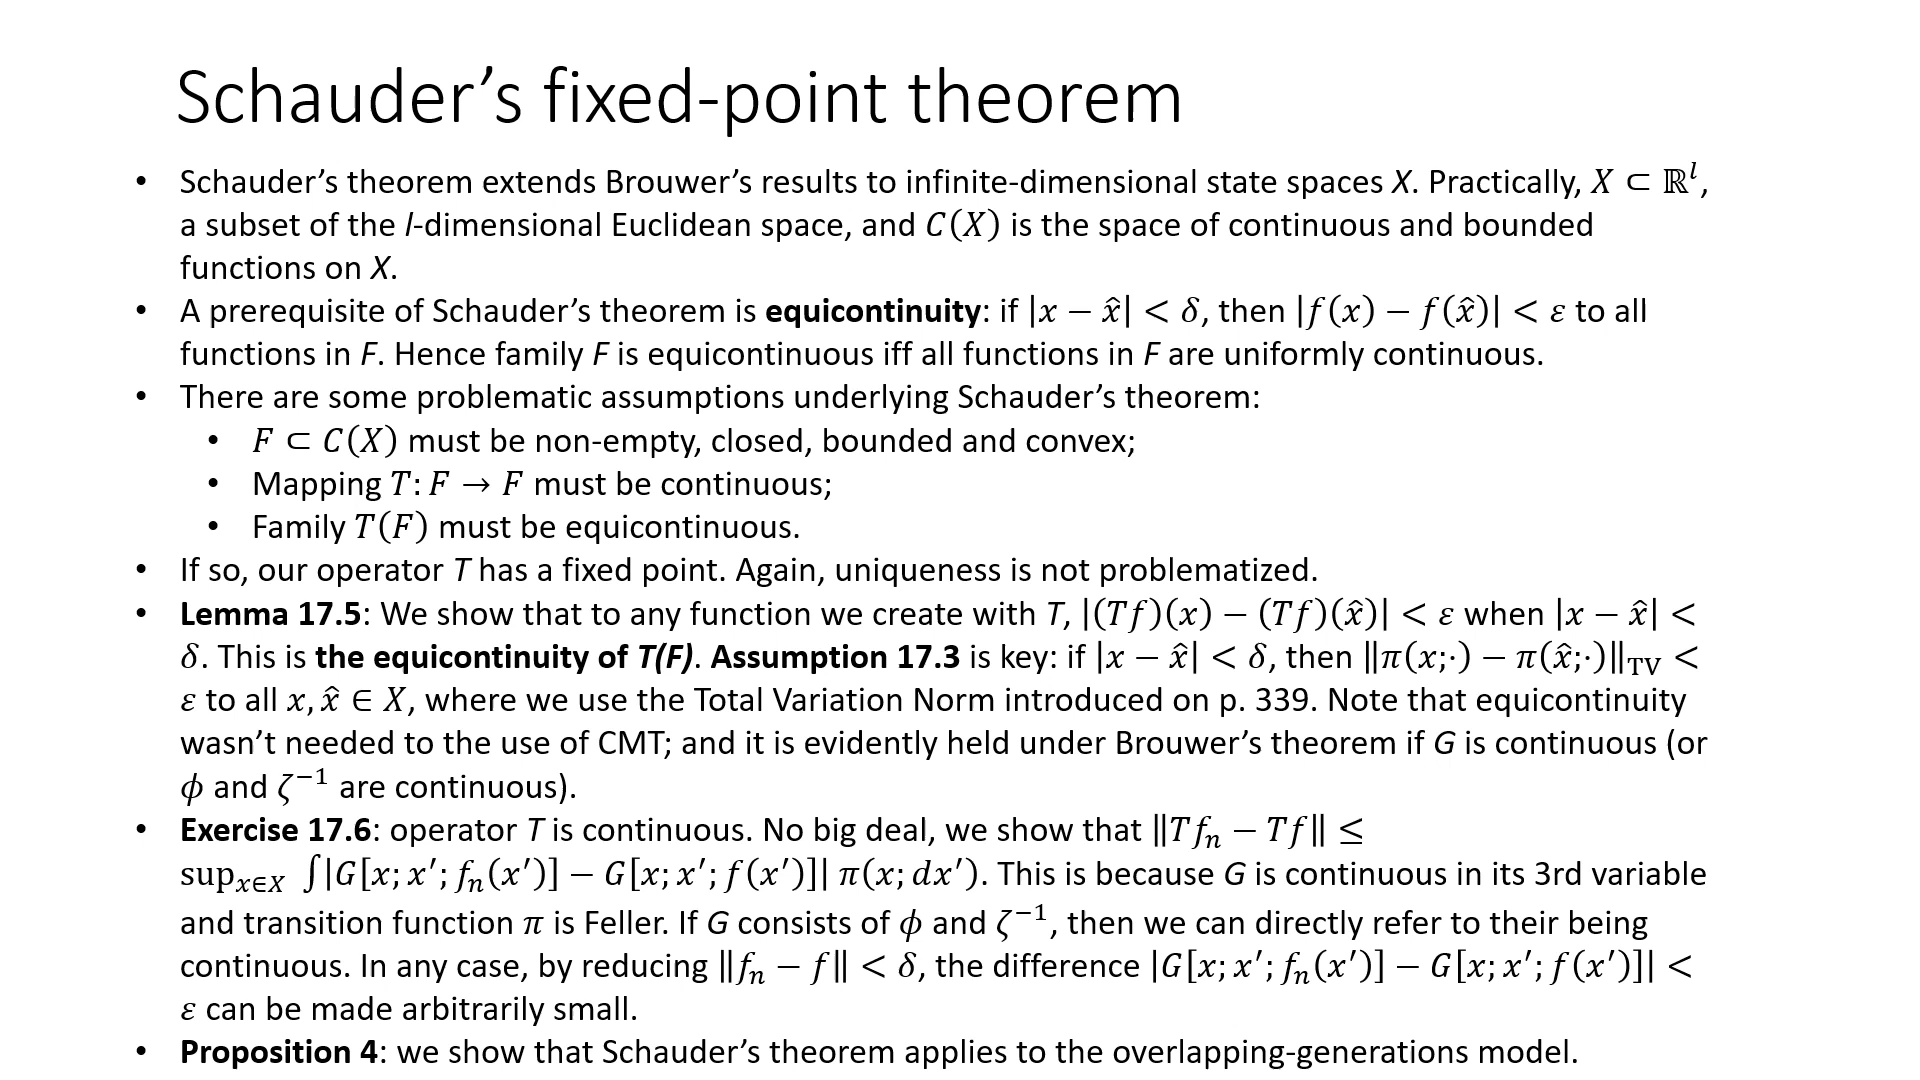 Schauder’s fixed-point theorem
• Schauder’s theorem extends Brouwer’s results to infinite-dimensional state spaces X. Practically, X ⊂ ℝˡ,
a subset of the l-dimensional Euclidean space, and C(X) is the space of continuous and bounded
functions on X.
• A prerequisite of Schauder’s theorem is equicontinuity: if |x − x̂| < δ, then |f(x) − f(x̂)| < ε to all
functions in F. Hence family F is equicontinuous iff all functions in F are uniformly continuous.
• There are some problematic assumptions underlying Schauder’s theorem:
• F ⊂ C(X) must be non-empty, closed, bounded and convex;
• Mapping T: F → F must be continuous;
• Family T(F) must be equicontinuous.
• If so, our operator T has a fixed point. Again, uniqueness is not problematized.
• Lemma 17.5: We show that to any function we create with T, |(Tf)(x) − (Tf)(x̂)| < ε when |x − x̂| <
δ. This is the equicontinuity of T(F). Assumption 17.3 is key: if |x − x̂| < δ, then ‖π(x;·) − π(x̂;·)‖_TV <
ε to all x, x̂ ∈ X, where we use the Total Variation Norm introduced on p. 339. Note that equicontinuity
wasn’t needed to the use of CMT; and it is evidently held under Brouwer’s theorem if G is continuous (or
ϕ and ζ⁻¹ are continuous).
• Exercise 17.6: operator T is continuous. No big deal, we show that ‖Tfₙ − Tf‖ ≤
sup_{x∈X} ∫|G[x; x′; fₙ(x′)] − G[x; x′; f(x′)]| π(x; dx′). This is because G is continuous in its 3rd variable
and transition function π is Feller. If G consists of ϕ and ζ⁻¹, then we can directly refer to their being
continuous. In any case, by reducing ‖fₙ − f‖ < δ, the difference |G[x; x′; fₙ(x′)] − G[x; x′; f(x′)]| <
ε can be made arbitrarily small.
• Proposition 4: we show that Schauder’s theorem applies to the overlapping-generations model.